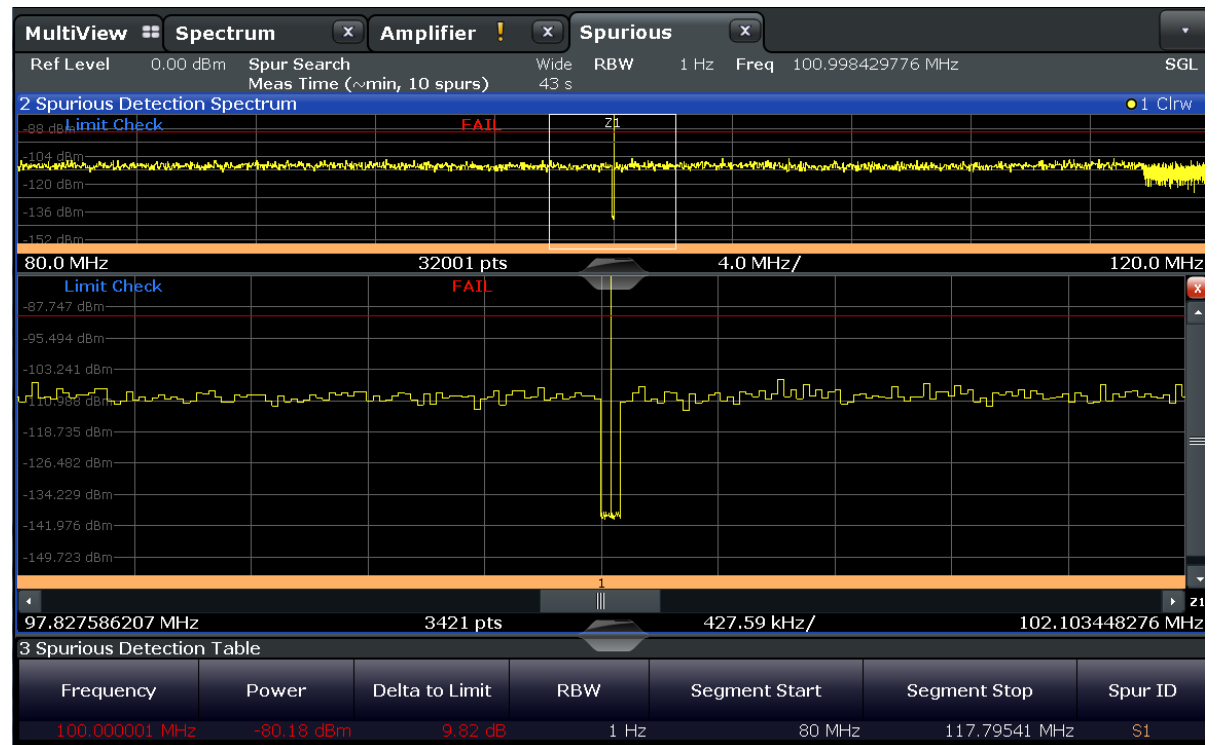 MultiView Spectrum x Amplifier ! x Spurious x
Ref Level 0.00 dBm Spur Search Wide RBW 1 Hz Freq 100.998429776 MHz SGL
Meas Time (~min, 10 spurs) 43 s
2 Spurious Detection Spectrum 1 Clrw
-88 dBm Limit Check FAIL Z1
-104 dBm
-120 dBm
-136 dBm
-152 dBm
80.0 MHz 32001 pts 4.0 MHz/ 120.0 MHz
Limit Check FAIL x
-87.747 dBm
-95.494 dBm
-103.241 dBm
-110.988 dBm
-118.735 dBm
-126.482 dBm
-134.229 dBm
-141.976 dBm
-149.723 dBm
1
Z1
97.827586207 MHz 3421 pts 427.59 kHz/ 102.103448276 MHz
3 Spurious Detection Table
Frequency Power Delta to Limit RBW Segment Start Segment Stop Spur ID
100.000001 MHz -80.18 dBm 9.82 dB 1 Hz 80 MHz 117.79541 MHz S1